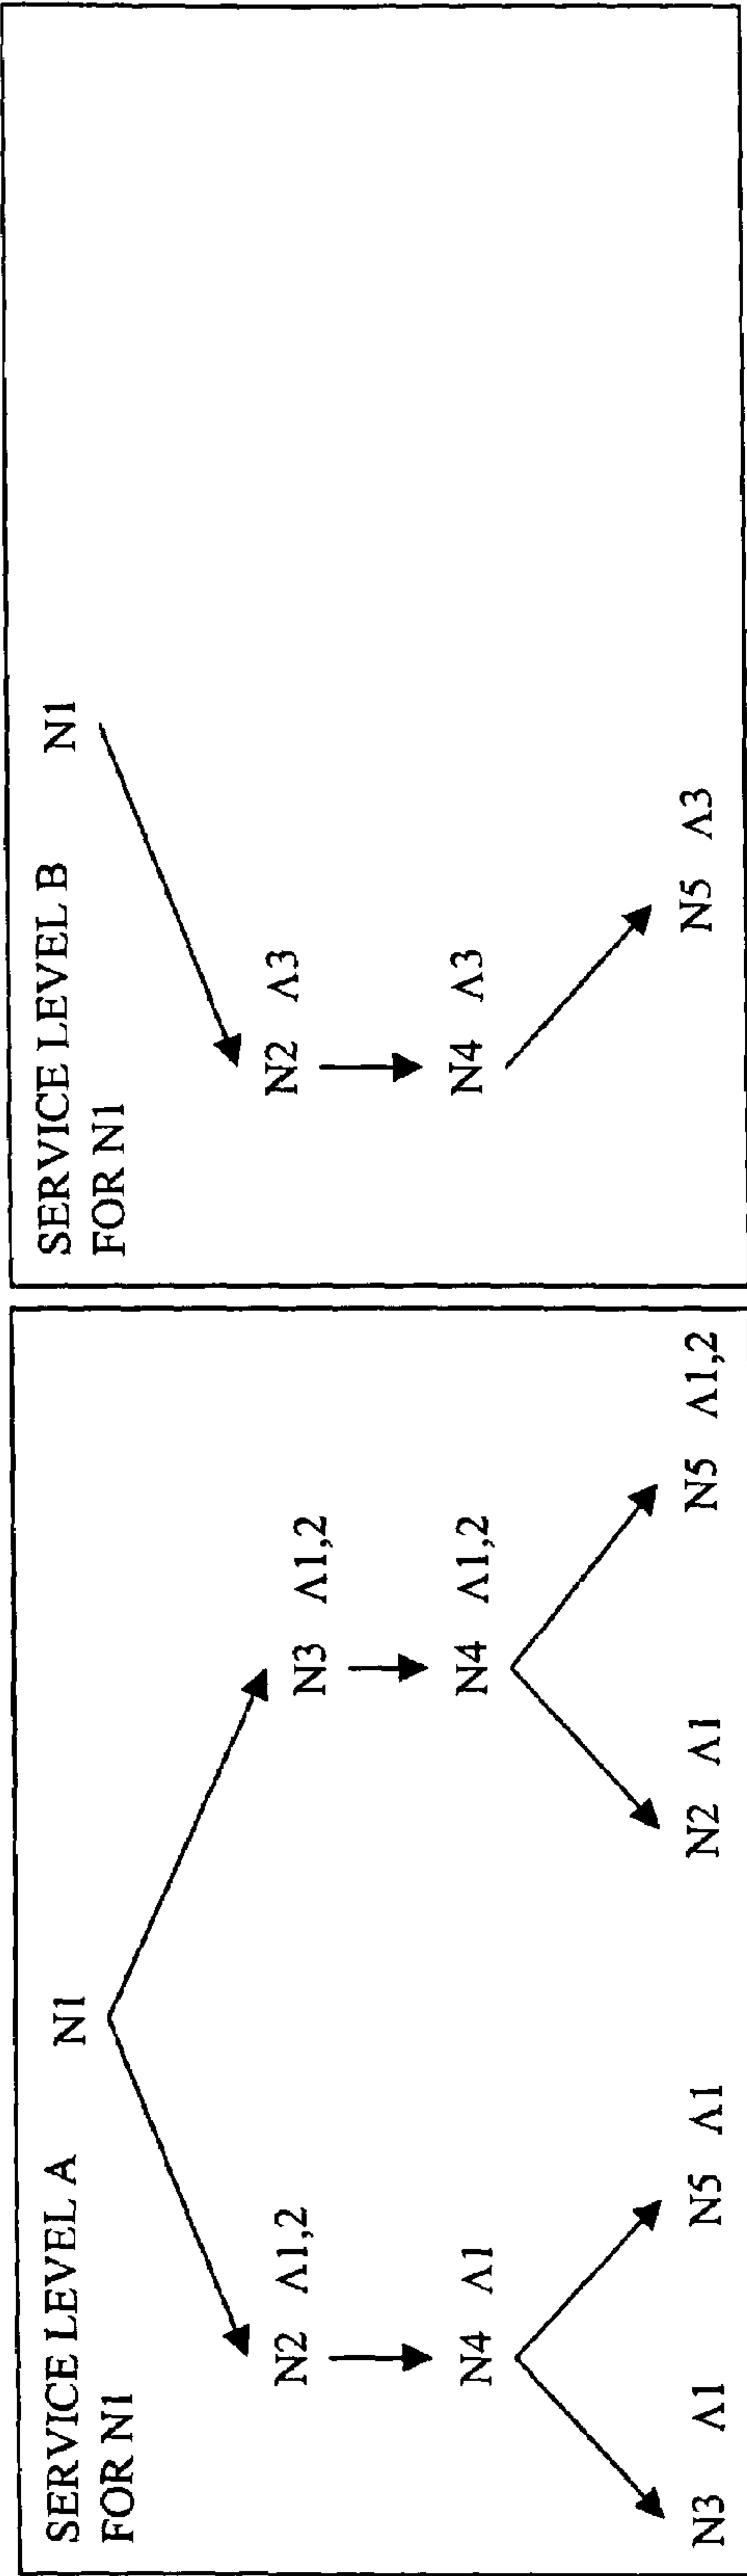 SERVICE LEVEL A
FOR N1
N1
N2 Λ1,2
N3 Λ1,2
N4 Λ1
N4 Λ1,2
N3 Λ1
N5 Λ1
N2 Λ1
N5 Λ1,2
SERVICE LEVEL B
FOR N1
N1
N2 Λ3
N4 Λ3
N5 Λ3